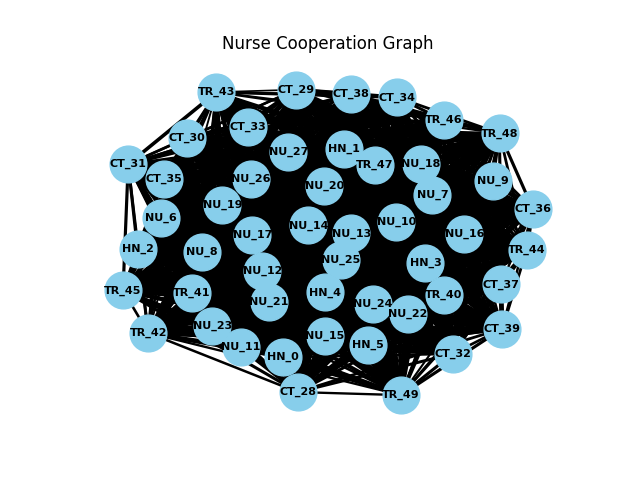 Nurse Cooperation Graph
TR_43
CT_29
CT_38
CT_34
TR_46
CT_33
TR_48
CT_30
NU_27
HN_1
CT_31
TR_47
NU_18
CT_35
NU_26
NU_20
NU_7
NU_9
NU_6
NU_19
CT_36
NU_14
NU_10
NU_17
NU_13
NU_16
HN_2
NU_8
TR_44
NU_25
HN_3
NU_12
CT_37
TR_45
TR_41
HN_4
TR_40
NU_21
NU_24
NU_22
TR_42
NU_23
CT_39
NU_15
NU_11
HN_5
HN_0
CT_32
CT_28
TR_49